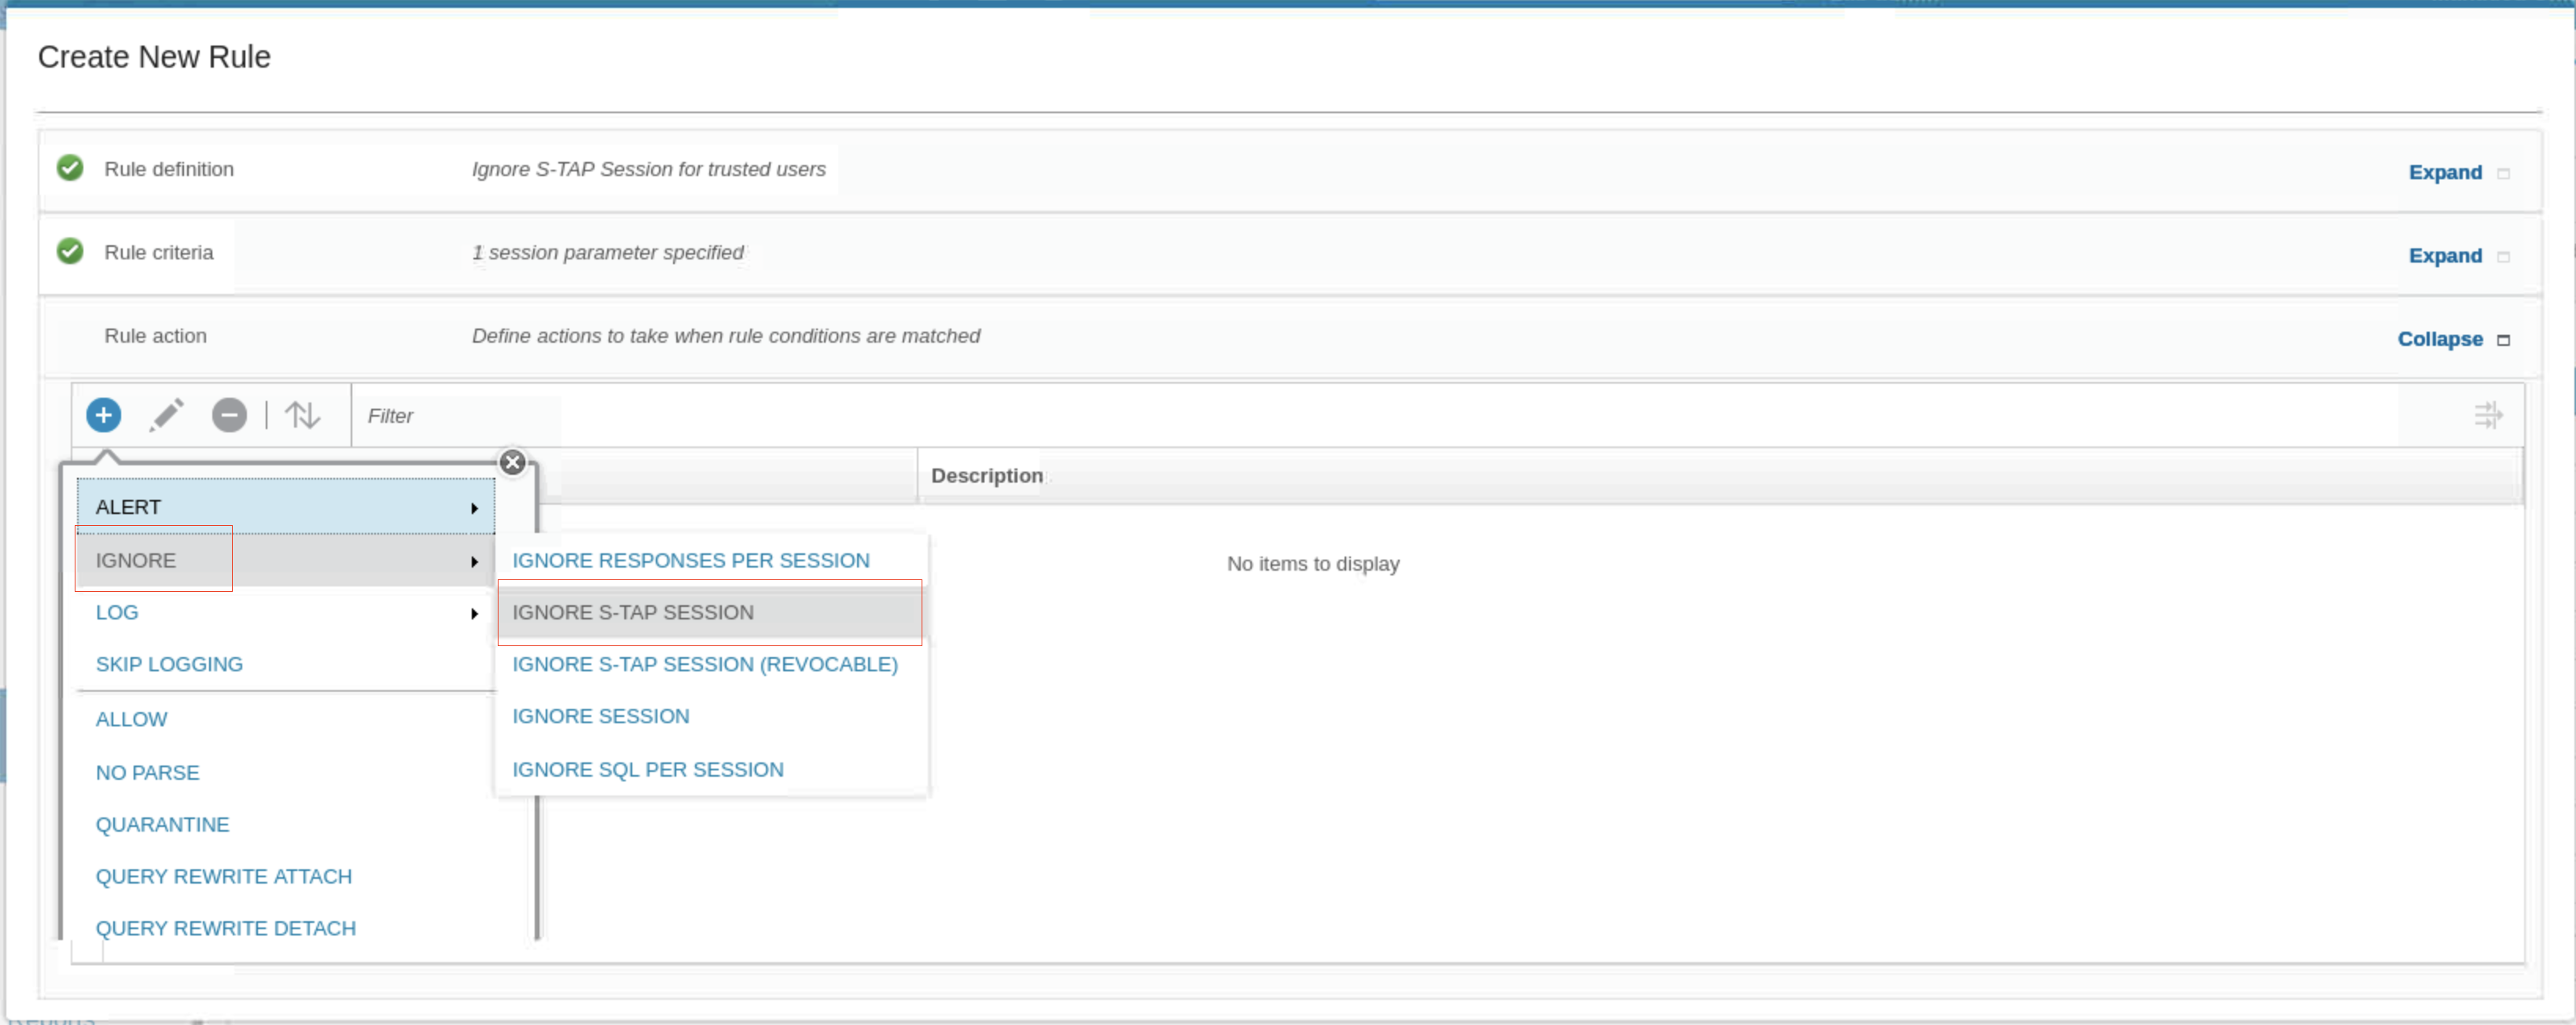 Create New Rule
Rule definition Ignore S-TAP Session for trusted users Expand
Rule criteria 1 session parameter specified Expand
Rule action Define actions to take when rule conditions are matched Collapse
Filter
Description
ALERT
IGNORE IGNORE RESPONSES PER SESSION No items to display
LOG IGNORE S-TAP SESSION
SKIP LOGGING IGNORE S-TAP SESSION (REVOCABLE)
ALLOW IGNORE SESSION
NO PARSE IGNORE SQL PER SESSION
QUARANTINE
QUERY REWRITE ATTACH
QUERY REWRITE DETACH